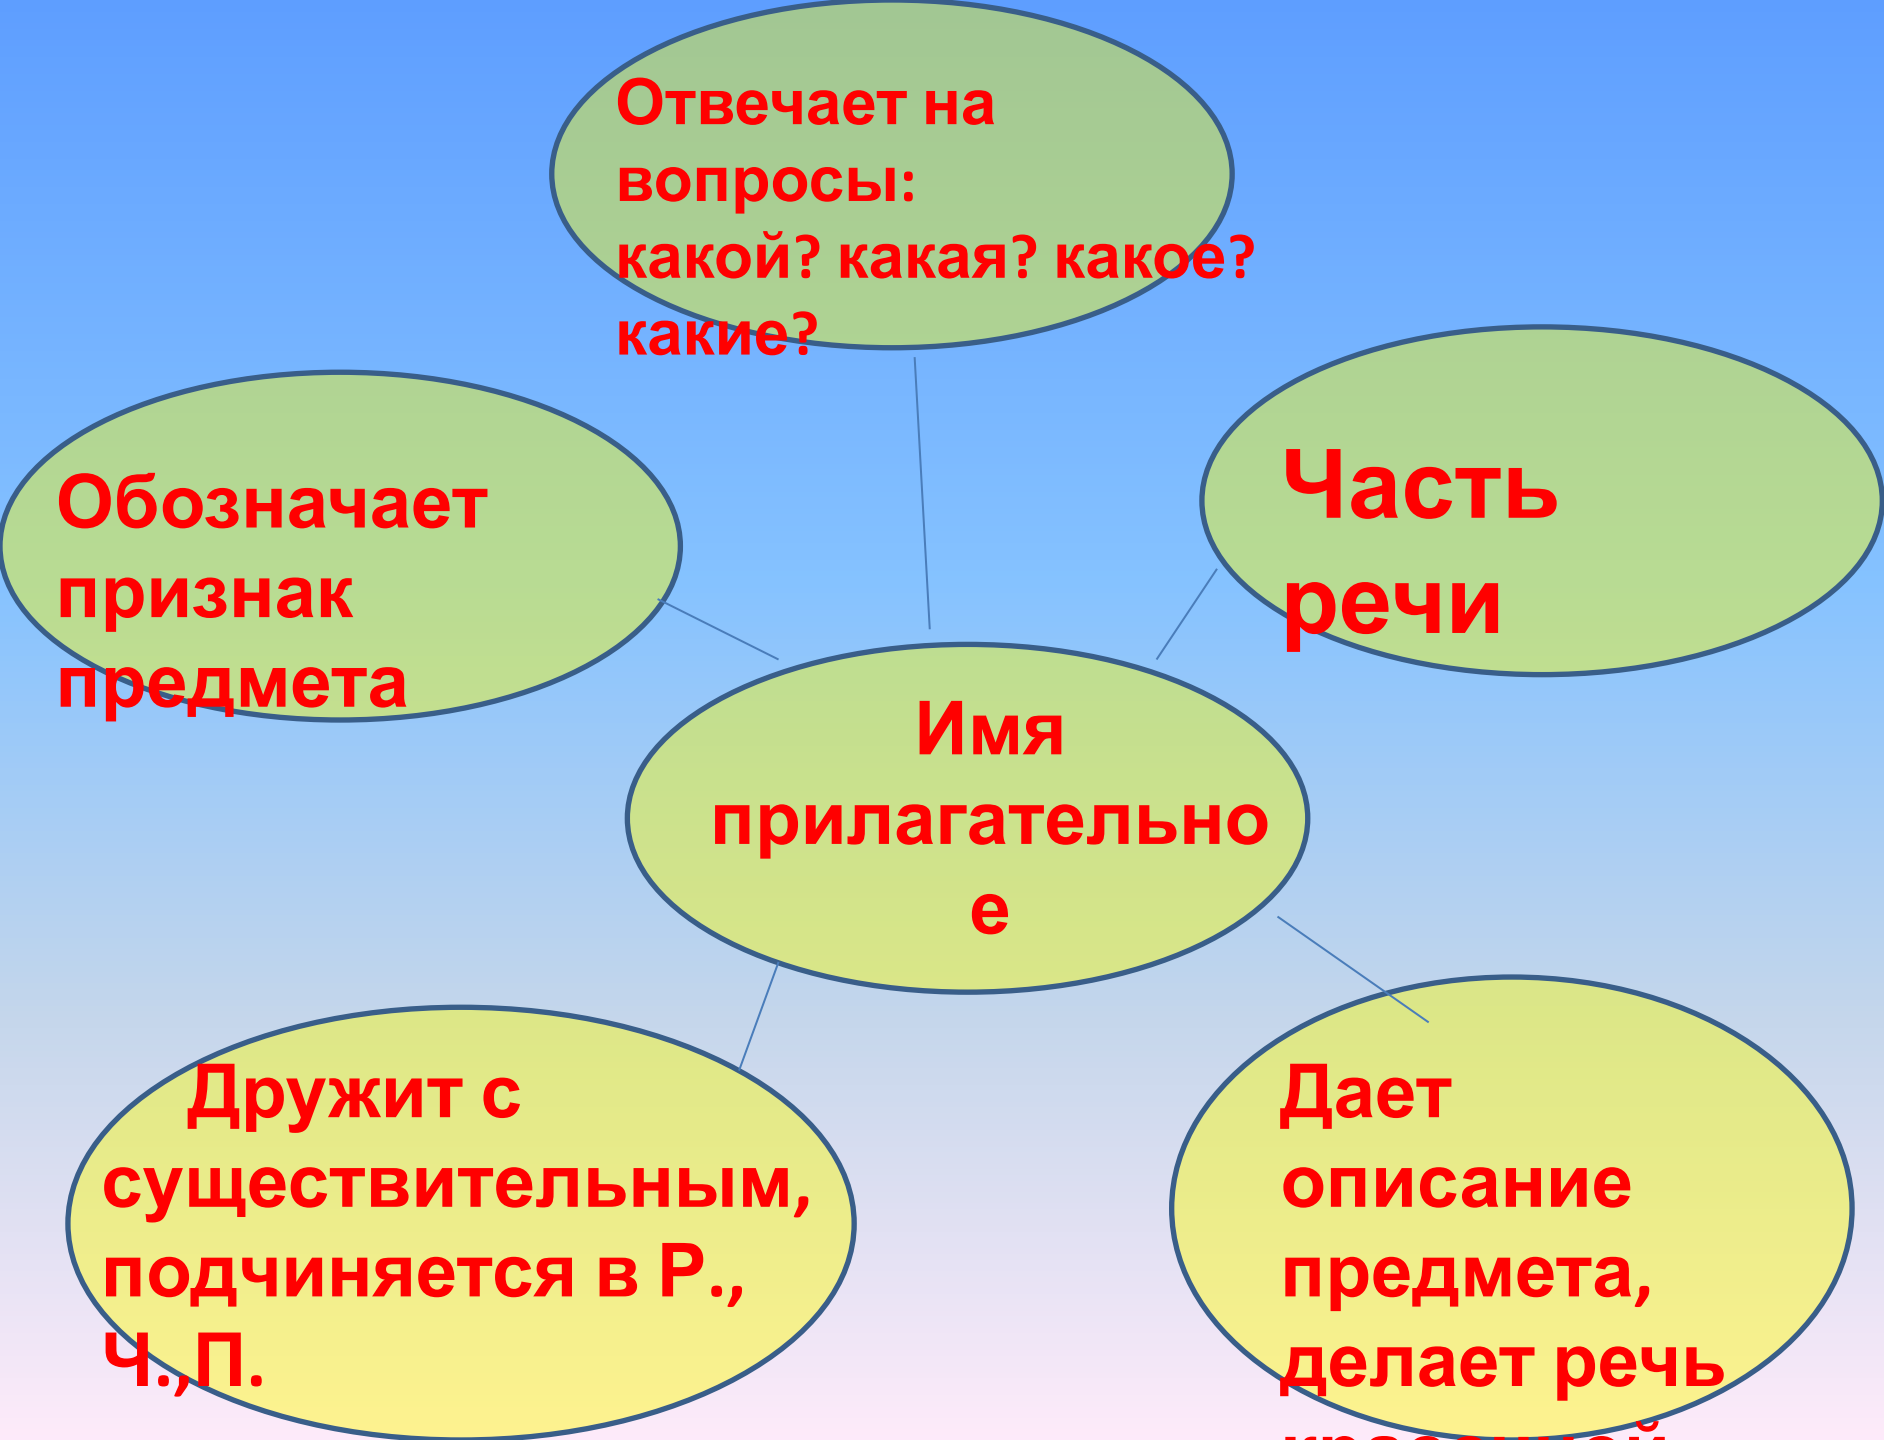 Отвечает на
вопросы:
какой? какая? какое?
какие?
Обозначает
признак
предмета
Часть
речи
Имя
прилагательно
е
Дружит с
существительным,
подчиняется в Р.,
Ч.,П.
Дает
описание
предмета,
делает речь